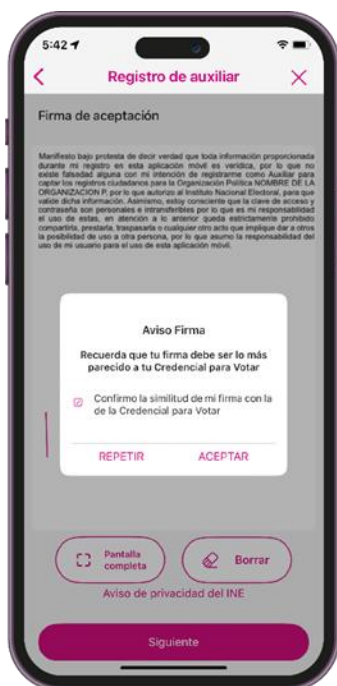 5:42
Registro de auxiliar
Firma de aceptación
Manifiesto bajo protesta de decir verdad que toda información proporcionada
durante mi registro en esta aplicación móvil es verídica, por lo que no
existe falsedad alguna con mi intención de registrarme como Auxiliar para
captar los registros ciudadanos para la Organización Política NOMBRE DE LA
ORGANIZACION P, por lo que autorizo al Instituto Nacional Electoral, para que
valide dicha información. Asimismo, estoy consciente que la clave de acceso y
contraseña son personales e intransferibles por lo que es mi responsabilidad
el uso de estas, en atención a lo anterior queda estrictamente prohibido
compartirla, prestarla, traspasarla o cualquier otro acto que implique dar a otros
la posibilidad de uso a otra persona, por lo que asumo la responsabilidad del
uso de mi usuario para el uso de esta aplicación móvil.
Aviso Firma
Recuerda que tu firma debe ser lo más
parecido a tu Credencial para Votar
Confirmo la similitud de mi firma con la
de la Credencial para Votar
REPETIR ACEPTAR
Pantalla
completa
Borrar
Aviso de privacidad del INE
Siguiente